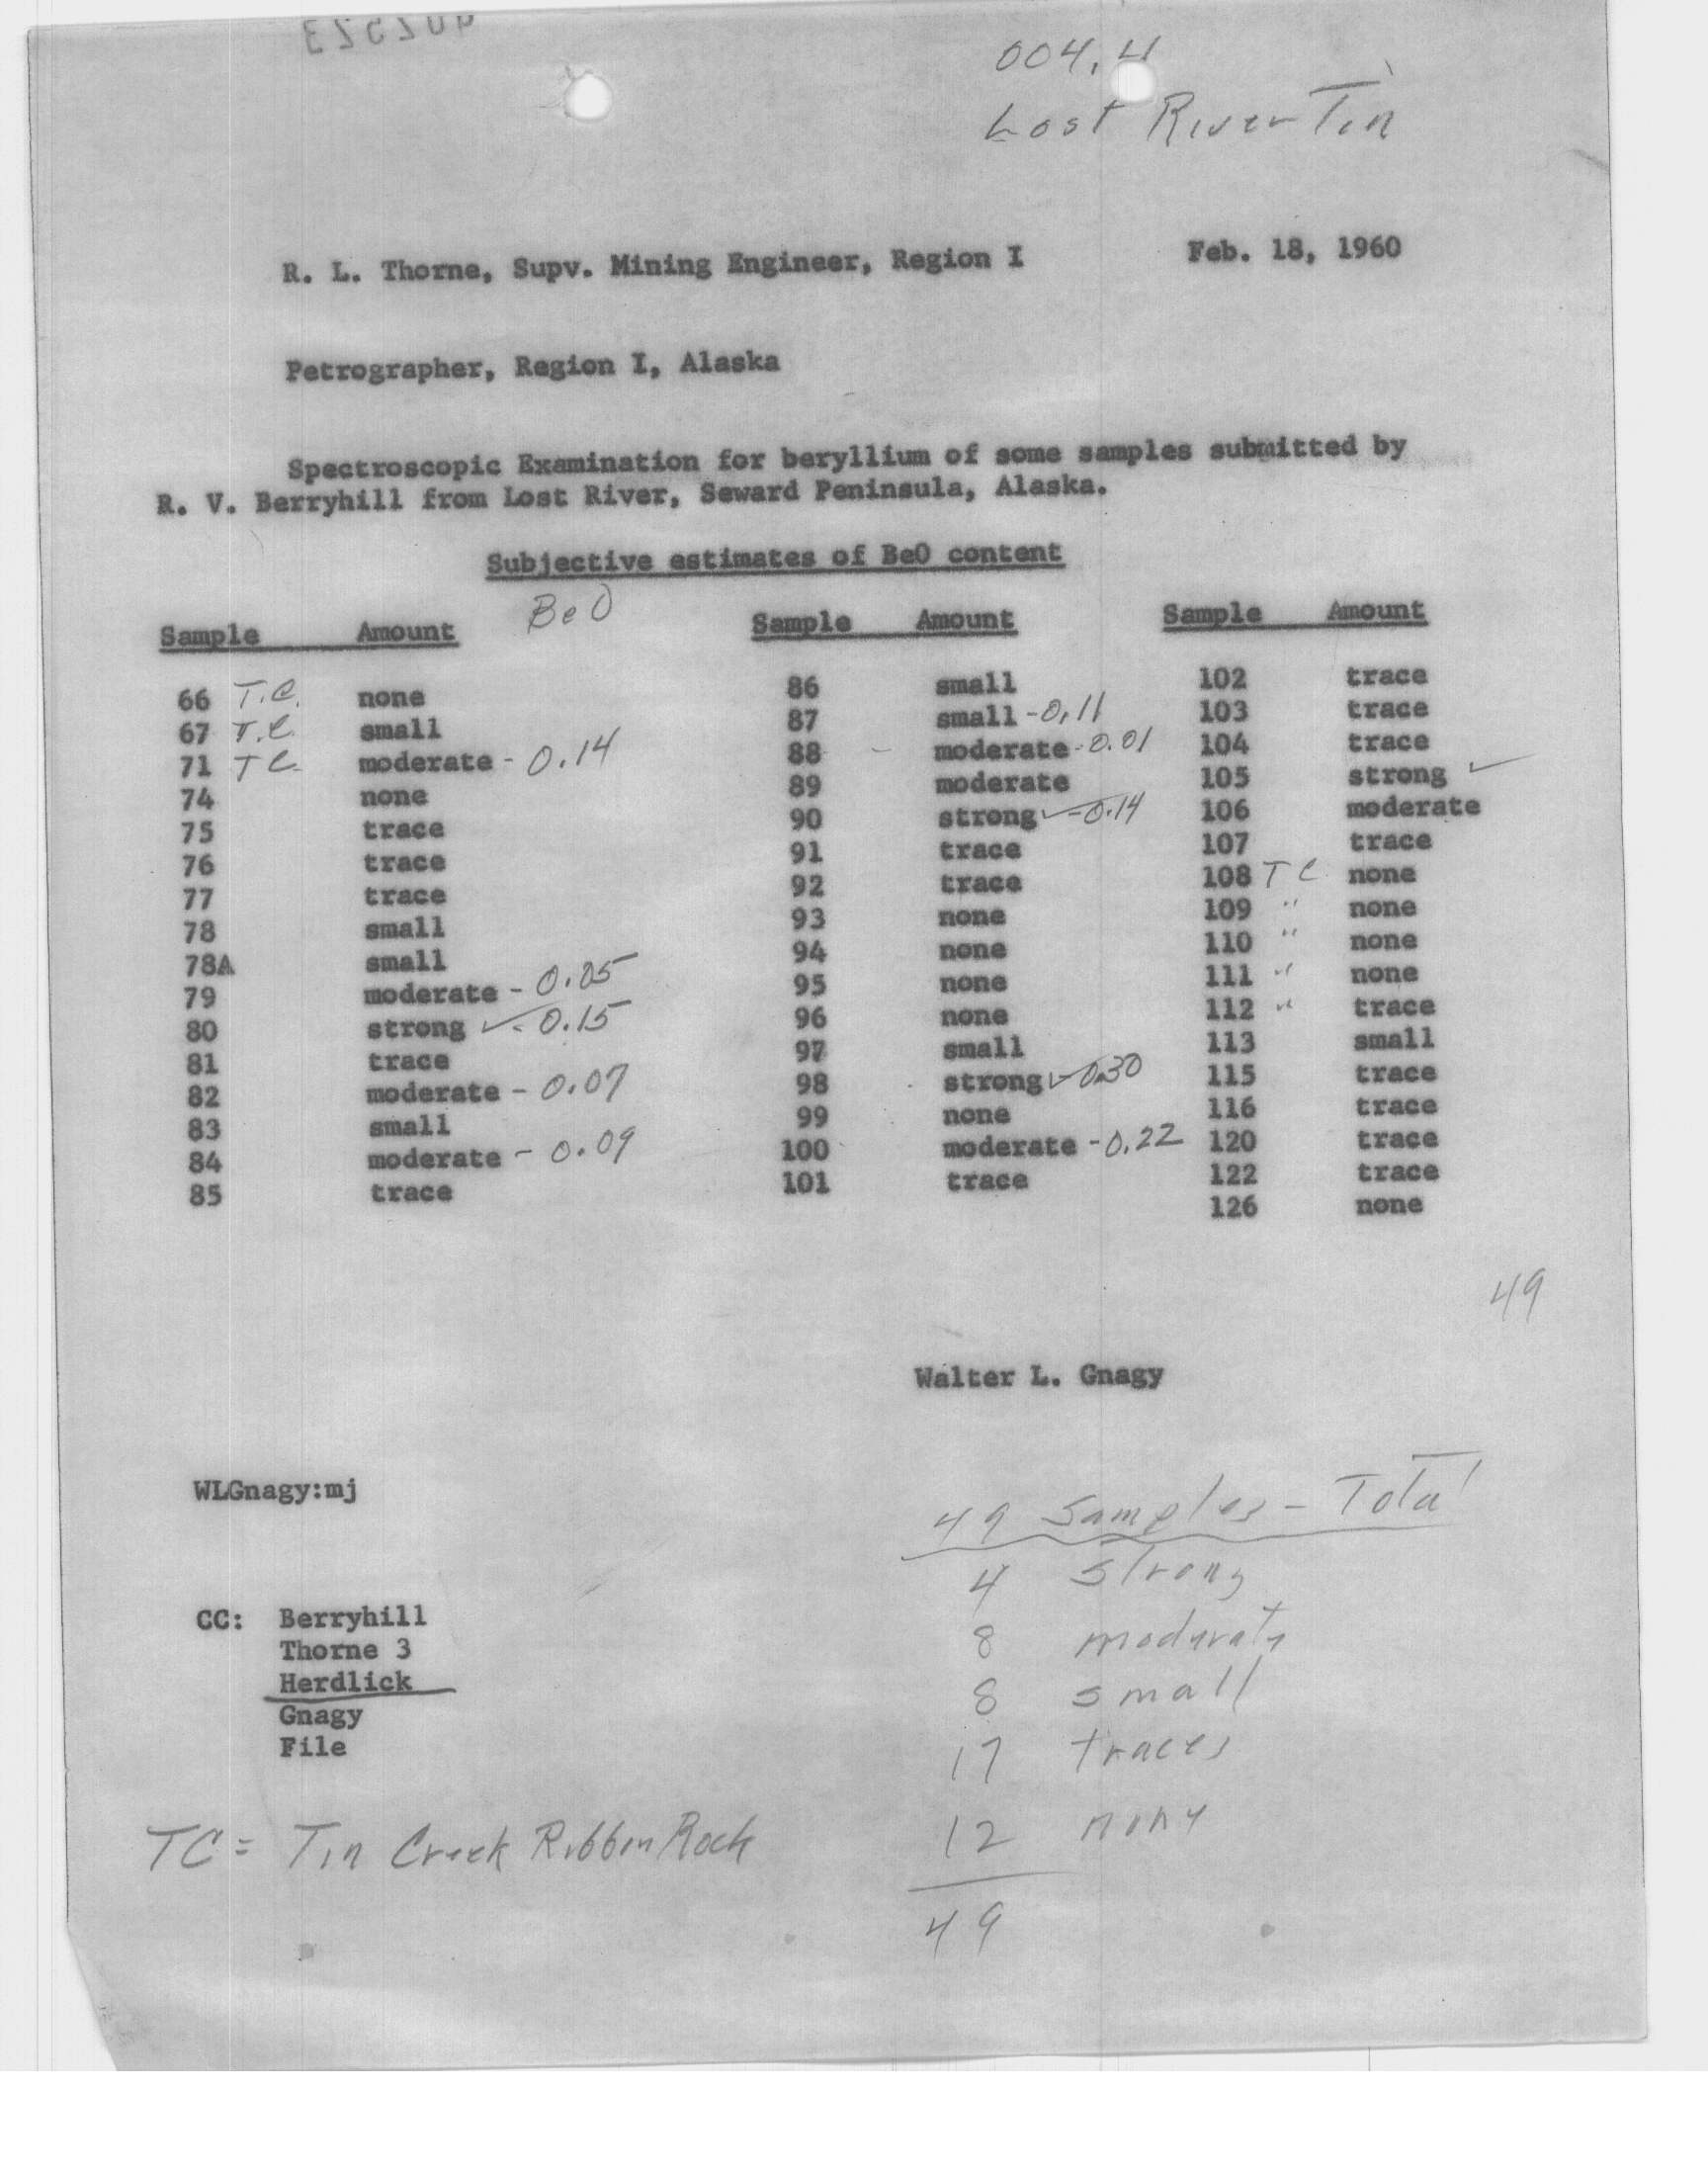 004.4
Lost River Tin
R. L. Thorne, Supv. Mining Engineer, Region I Feb. 18, 1960
Petrographer, Region I, Alaska
Spectroscopic Examination for beryllium of some samples submitted by
R. V. Berryhill from Lost River, Seward Peninsula, Alaska.
Subjective estimates of BeO content
BeO
Sample Amount Sample Amount Sample Amount
66 T.C. none 86 small 102 trace
67 T.C. small 87 small - 0.11 103 trace
71 TC moderate - 0.14 88 - moderate - 0.01 104 trace
74 none 89 moderate 105 strong ✓
75 trace 90 strong ✓ - 0.14 106 moderate
76 trace 91 trace 107 trace
77 trace 92 trace 108 TC none
78 small 93 none 109 " none
78A small 94 none 110 " none
79 moderate - 0.25 95 none 111 " none
80 strong ✓ - 0.15 96 none 112 " trace
81 trace 97 small 113 small
82 moderate - 0.07 98 strong ✓ 0.30 115 trace
83 small 99 none 116 trace
84 moderate - 0.09 100 moderate - 0.22 120 trace
85 trace 101 trace 122 trace
126 none
49
Walter L. Gnagy
WLGnagy:mj
49 Samples - Total
4 strong
8 moderate
8 small
17 traces
12 none
49
CC: Berryhill
Thorne 3
Herdlick
Gnagy
File
TC = Tin Creek Ribbon Rock